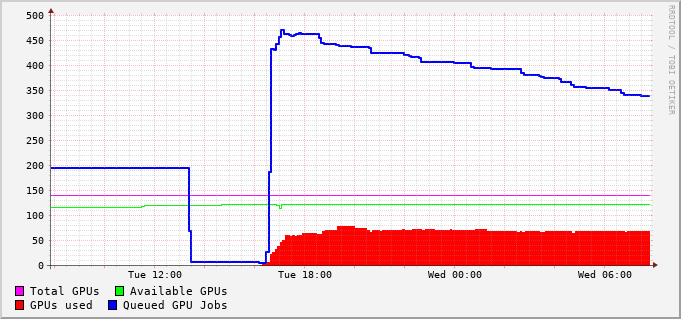 500
450
400
350
300
250
200
150
100
50
0
Tue 12:00 Tue 18:00 Wed 00:00 Wed 06:00
Total GPUs Available GPUs
GPUs used Queued GPU Jobs
RRDTOOL / TOBI OETIKER